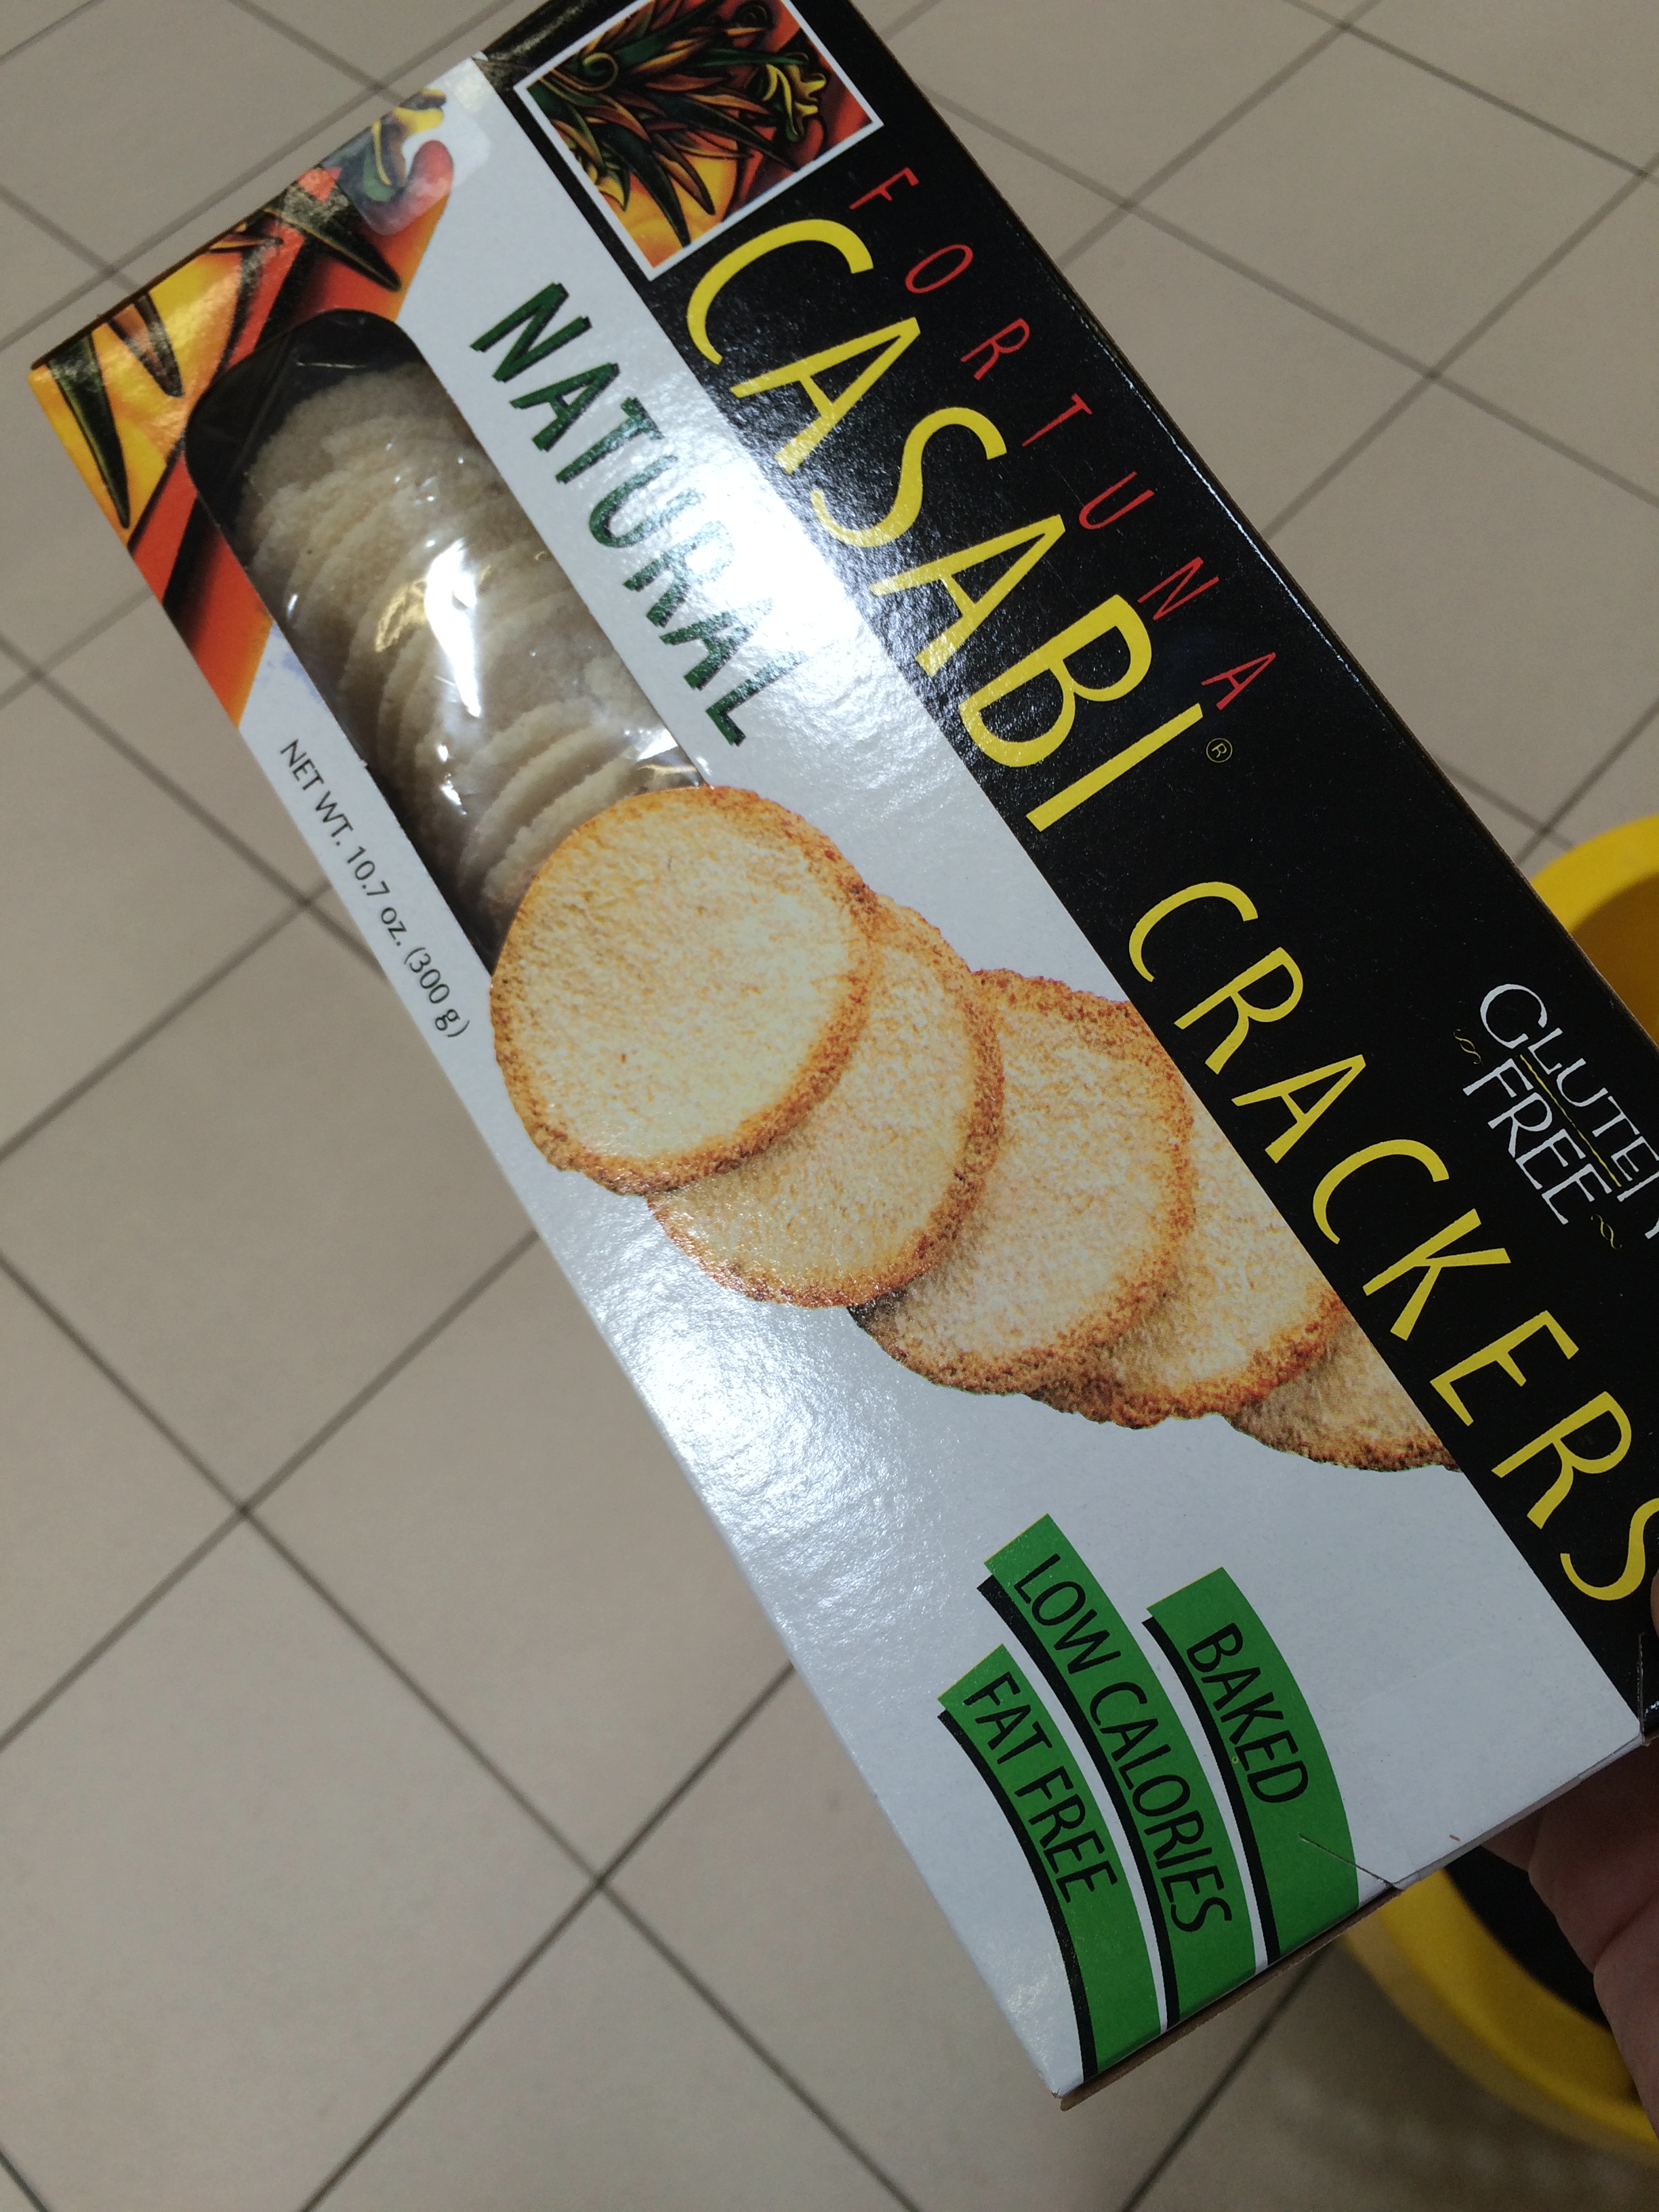 FORTUNA
CASABI® CRACKERS
GLUTEN
FREE
NATURAL
NET WT. 10.7 oz. (300 g)
BAKED
LOW CALORIES
FAT FREE